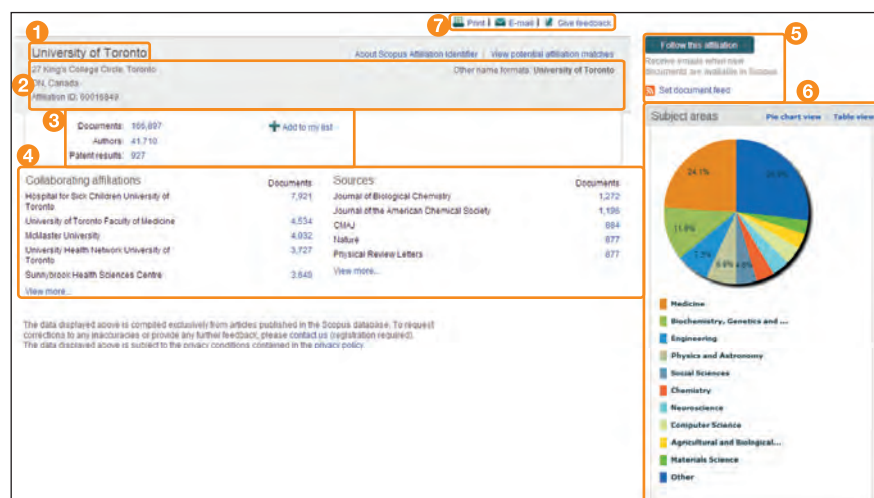 7 Print | E-mail | Give feedback
1
University of Toronto
About Scopus Affiliation Identifier | View potential affiliation matches
2
27 King's College Circle, Toronto
ON, Canada
Affiliation ID: 60016849
Other name formats: University of Toronto
5
Follow this affiliation
Receive emails when new
documents are available in Scopus
Set document feed
3
Documents: 166,897
Authors: 41,710
Patent results: 927
Add to my list
4
Collaborating affiliations Documents
Hospital for Sick Children University of
Toronto 7,921
University of Toronto Faculty of Medicine 4,534
McMaster University 4,032
University Health Network University of
Toronto 3,727
Sunnybrook Health Sciences Centre
View more...
Sources Documents
Journal of Biological Chemistry 1,272
Journal of the American Chemical Society
CMAJ
Nature 877
Physical Review Letters 877
View more...
The data displayed above is compiled exclusively from articles published in the Scopus database. To request
corrections to any inaccuracies or provide any further feedback, please contact us (registration required).
The data displayed above is subject to the privacy conditions contained in the privacy policy.
6
Subject areas Pie chart view Table view
24.1%
Medicine
Biochemistry, Genetics and ...
Engineering
Physics and Astronomy
Social Sciences
Chemistry
Neuroscience
Computer Science
Agricultural and Biological...
Materials Science
Other